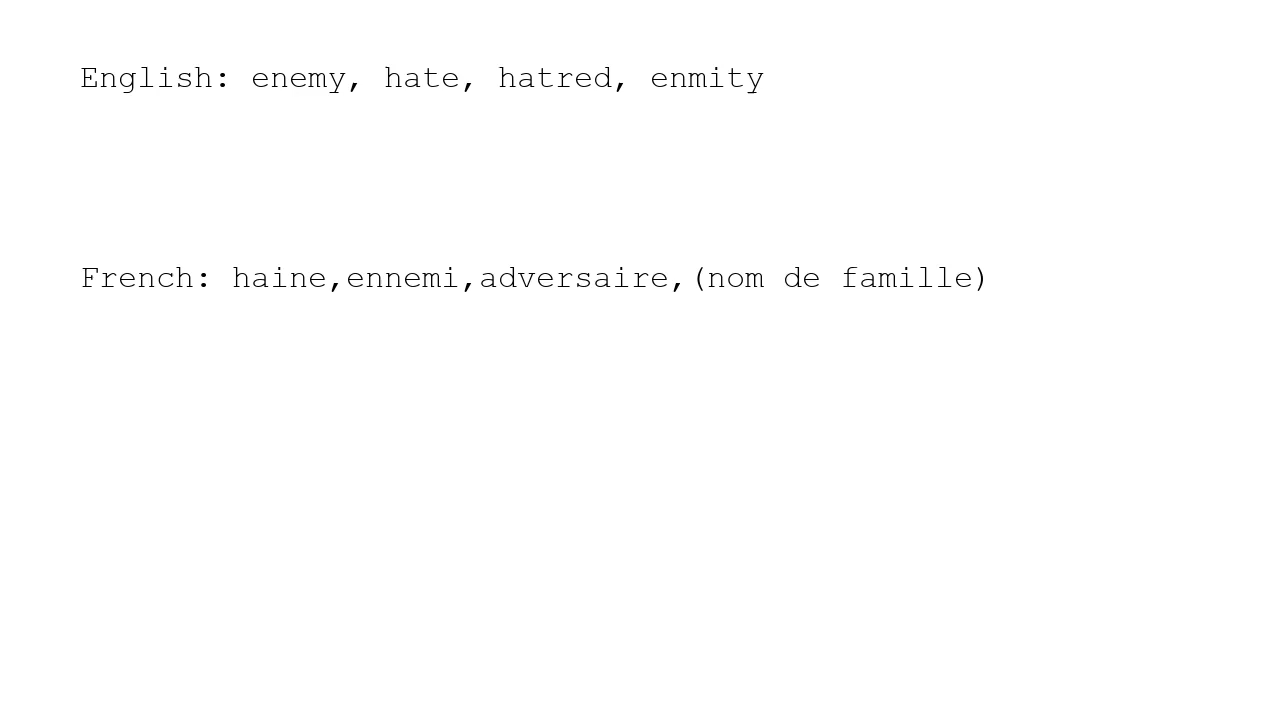 English: enemy, hate, hatred, enmity
French: haine,ennemi,adversaire,(nom de famille)